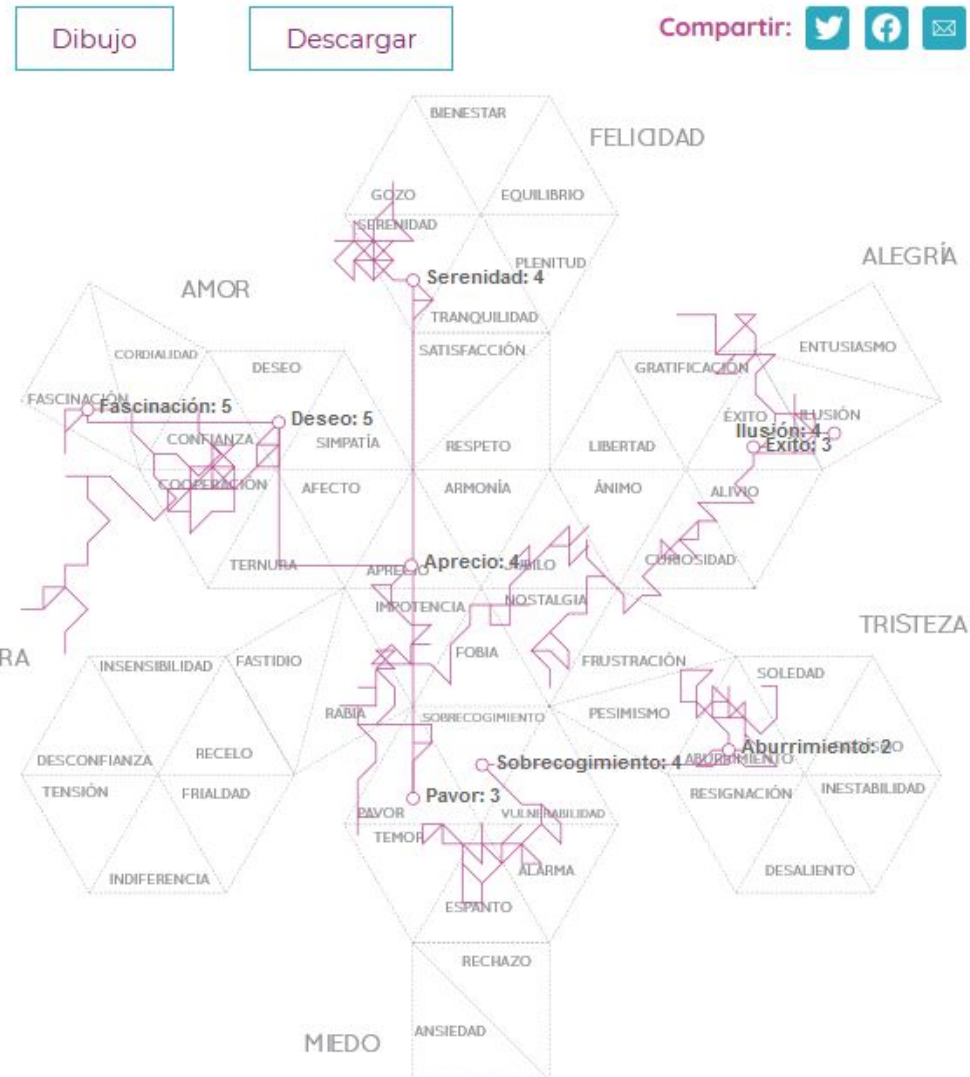 Dibujo
Descargar
Compartir:
BIENESTAR
FELICIDAD
GOZO
EQUILIBRIO
SERENIDAD
PLENITUD
ALEGRÍA
Serenidad: 4
AMOR
TRANQUILIDAD
SATISFACCIÓN
ENTUSIASMO
CORDIALIDAD
DESEO
GRATIFICACIÓN
FASCINACIÓN
Fascinación: 5
Deseo: 5
ÉXITO
ILUSIÓN
Ilusión: 4
Éxito: 3
CONFIANZA
SIMPATÍA
RESPETO
LIBERTAD
COOPERACIÓN
AFECTO
ARMONÍA
ÁNIMO
ALIVIO
TERNURA
APRECIO
Aprecio: 4
JÚBILO
CURIOSIDAD
IMPOTENCIA
NOSTALGIA
TRISTEZA
RA
INSENSIBILIDAD
FASTIDIO
FOBIA
FRUSTRACIÓN
SOLEDAD
RABIA
SOBRECOGIMIENTO
PESIMISMO
DESCONFIANZA
RECELO
Sobrecogimiento: 4
ABURRIMIENTO
Aburrimiento: 2
TENSIÓN
FRIALDAD
Pavor: 3
RESIGNACIÓN
INESTABILIDAD
PAVOR
VULNERABILIDAD
TEMOR
INDIFERENCIA
ALARMA
DESALIENTO
ESPANTO
RECHAZO
ANSIEDAD
MIEDO